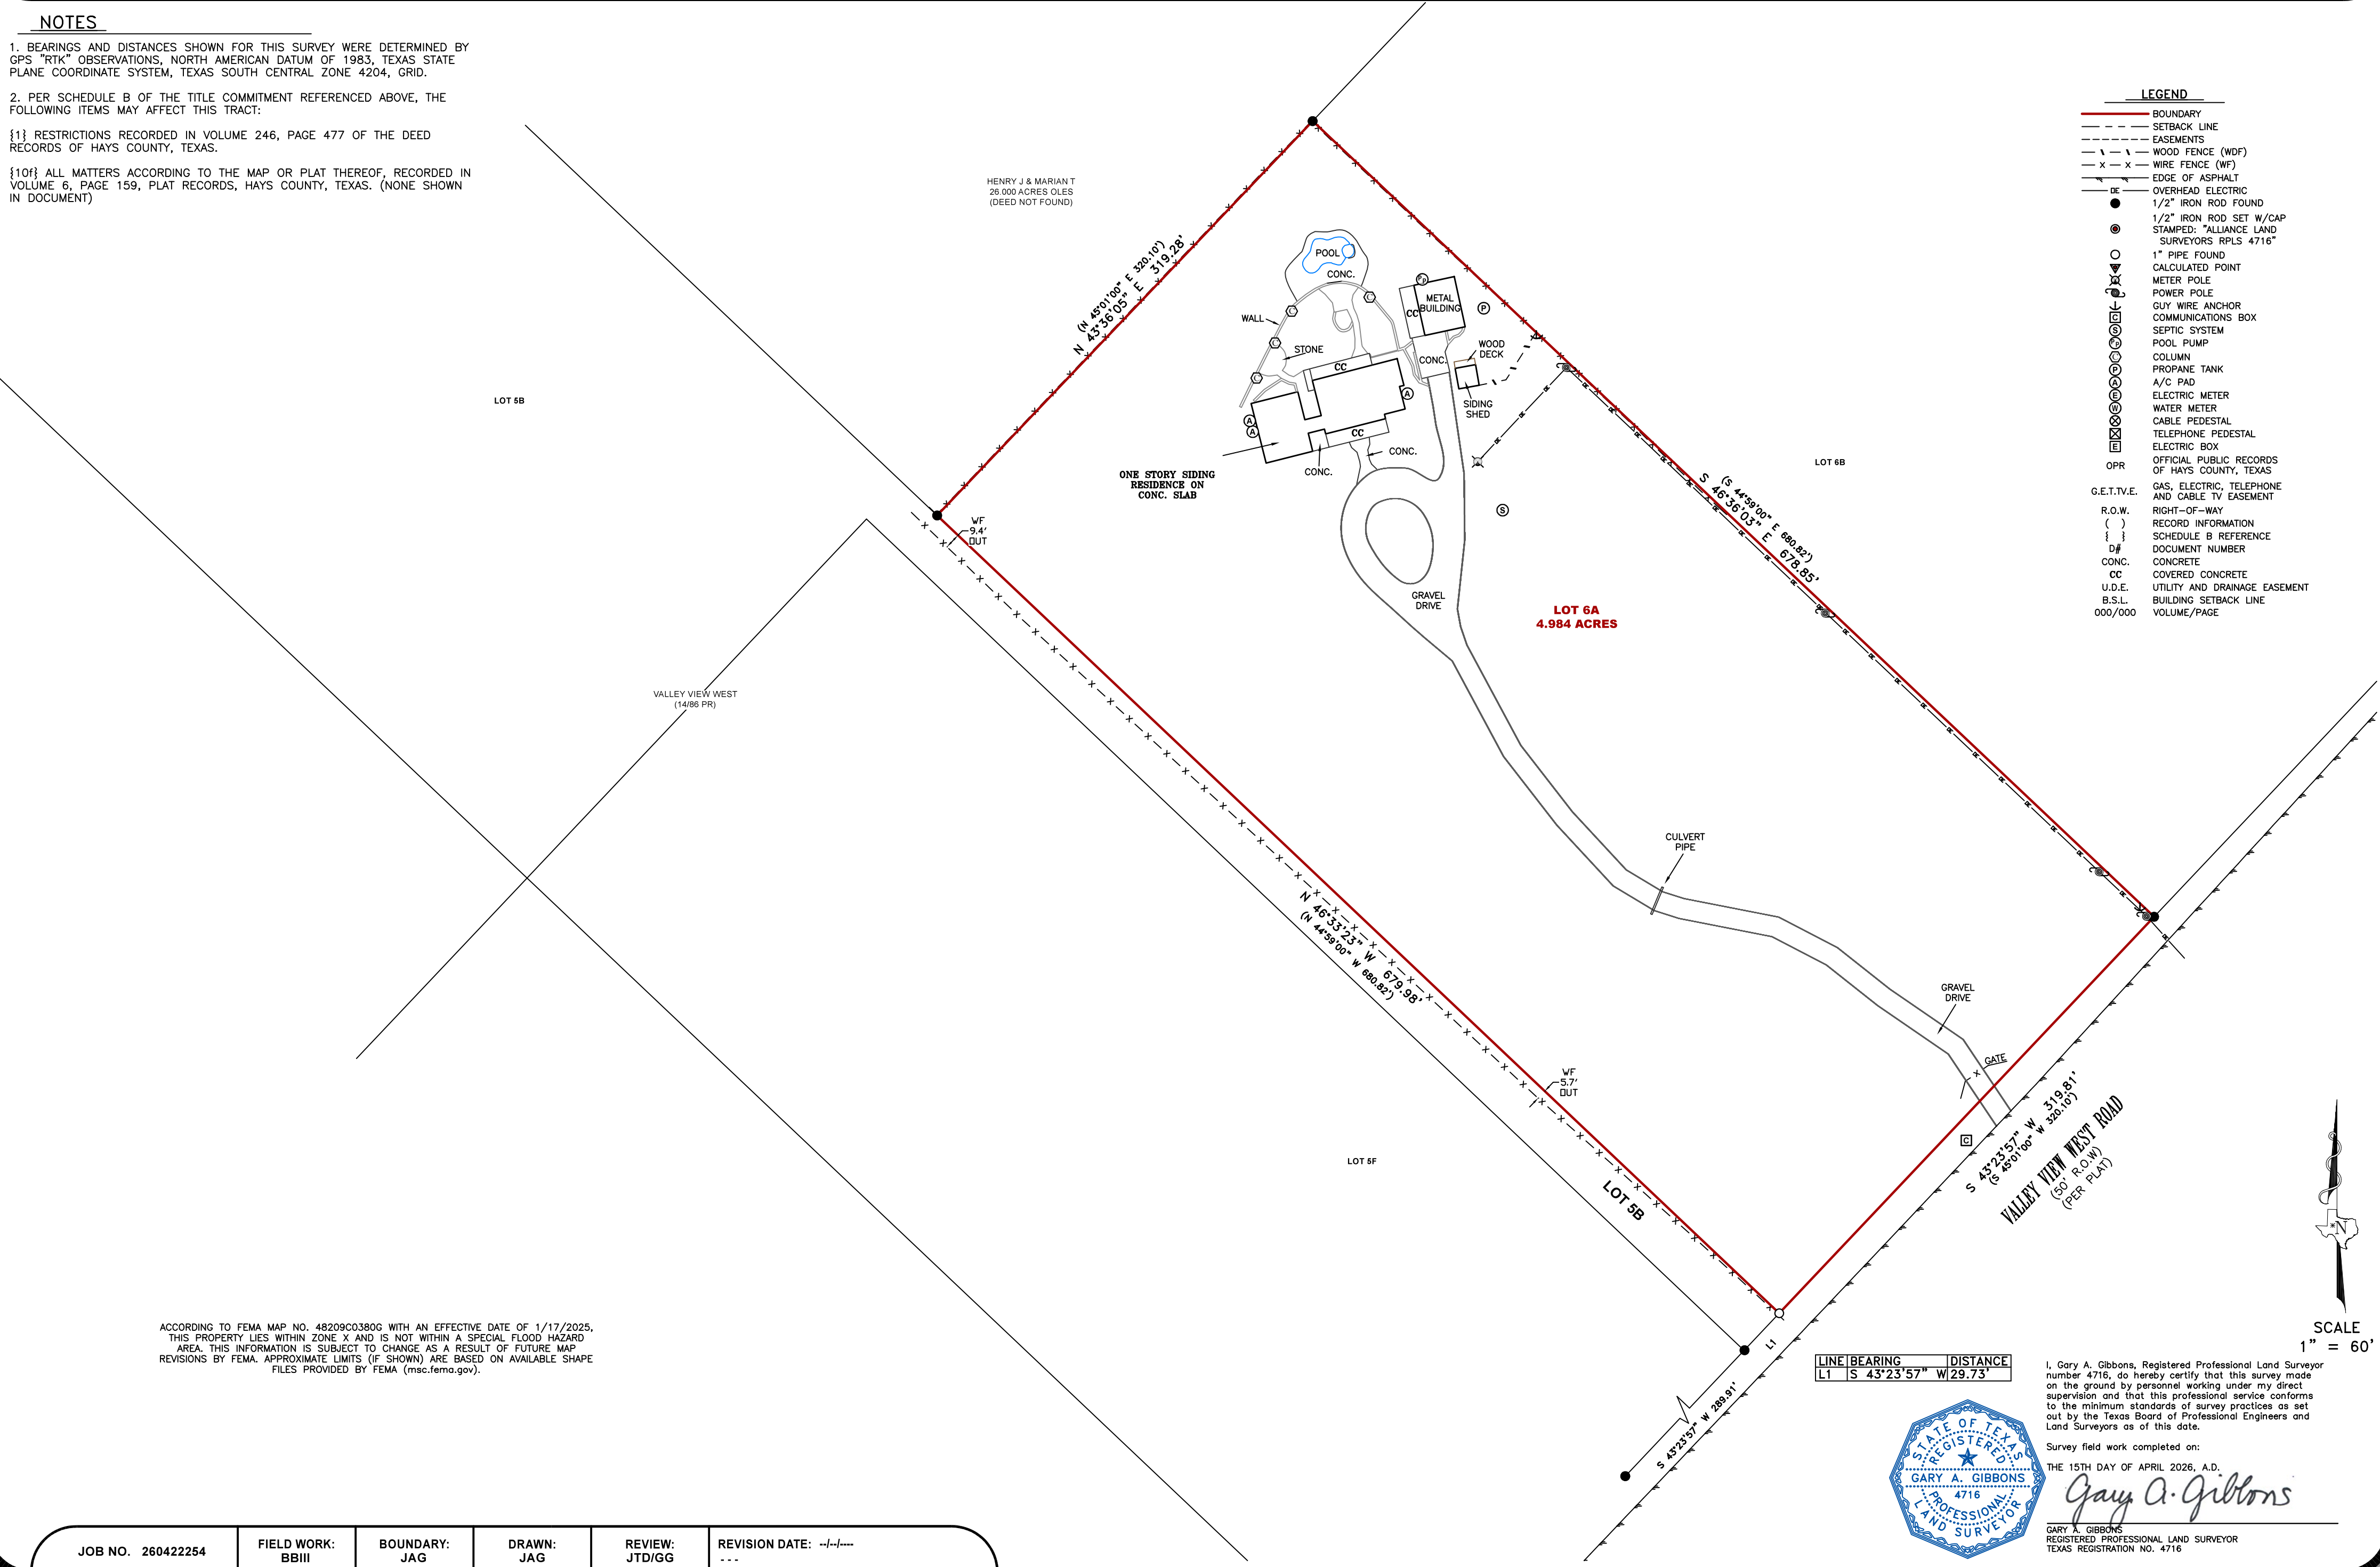 NOTES
1. BEARINGS AND DISTANCES SHOWN FOR THIS SURVEY WERE DETERMINED BY
GPS "RTK" OBSERVATIONS, NORTH AMERICAN DATUM OF 1983, TEXAS STATE
PLANE COORDINATE SYSTEM, TEXAS SOUTH CENTRAL ZONE 4204, GRID.
2. PER SCHEDULE B OF THE TITLE COMMITMENT REFERENCED ABOVE, THE
FOLLOWING ITEMS MAY AFFECT THIS TRACT:
{1} RESTRICTIONS RECORDED IN VOLUME 246, PAGE 477 OF THE DEED
RECORDS OF HAYS COUNTY, TEXAS.
{10f} ALL MATTERS ACCORDING TO THE MAP OR PLAT THEREOF, RECORDED IN
VOLUME 6, PAGE 159, PLAT RECORDS, HAYS COUNTY, TEXAS. (NONE SHOWN
IN DOCUMENT)
HENRY J & MARIAN T
26.000 ACRES OLES
(DEED NOT FOUND)
(N 45°01'00" E 320.10')
N 43°36'05" E 319.28'
LOT 5B
POOL
CONC.
WALL
STONE
CC
METAL
BUILDING
CC
Pp
P
C
C
C
C
CONC.
WOOD
DECK
SIDING
SHED
A
A
A
CC
CONC.
CONC.
ONE STORY SIDING
RESIDENCE ON
CONC. SLAB
S
GRAVEL
DRIVE
LOT 6A
4.984 ACRES
LOT 6B
(S 44°59'00" E 680.82')
S 46°36'03" E 678.85'
WF
9.4'
OUT
VALLEY VIEW WEST
(14/86 PR)
CULVERT
PIPE
N 46°33'23" W 679.98'
(N 44°59'00" W 680.82')
GRAVEL
DRIVE
GATE
WF
5.7'
OUT
C
LOT 5F
LOT 5B
S 43°23'57" W 319.81'
(S 45°01'00" W 320.10')
VALLEY VIEW WEST ROAD
(50' R.O.W)
(PER PLAT)
L1
S 43°23'57" W 289.91'
LEGEND
BOUNDARY
SETBACK LINE
EASEMENTS
WOOD FENCE (WDF)
X X WIRE FENCE (WF)
EDGE OF ASPHALT
OE OVERHEAD ELECTRIC
1/2" IRON ROD FOUND
1/2" IRON ROD SET W/CAP
STAMPED: "ALLIANCE LAND
SURVEYORS RPLS 4716"
1" PIPE FOUND
CALCULATED POINT
METER POLE
POWER POLE
GUY WIRE ANCHOR
C COMMUNICATIONS BOX
S SEPTIC SYSTEM
Pp POOL PUMP
C COLUMN
P PROPANE TANK
A A/C PAD
E ELECTRIC METER
W WATER METER
CABLE PEDESTAL
TELEPHONE PEDESTAL
E ELECTRIC BOX
OPR OFFICIAL PUBLIC RECORDS
OF HAYS COUNTY, TEXAS
G.E.T.TV.E. GAS, ELECTRIC, TELEPHONE
AND CABLE TV EASEMENT
R.O.W. RIGHT-OF-WAY
( ) RECORD INFORMATION
{ } SCHEDULE B REFERENCE
D# DOCUMENT NUMBER
CONC. CONCRETE
CC COVERED CONCRETE
U.D.E. UTILITY AND DRAINAGE EASEMENT
B.S.L. BUILDING SETBACK LINE
000/000 VOLUME/PAGE
N
SCALE
1" = 60'
ACCORDING TO FEMA MAP NO. 48209C0380G WITH AN EFFECTIVE DATE OF 1/17/2025,
THIS PROPERTY LIES WITHIN ZONE X AND IS NOT WITHIN A SPECIAL FLOOD HAZARD
AREA. THIS INFORMATION IS SUBJECT TO CHANGE AS A RESULT OF FUTURE MAP
REVISIONS BY FEMA. APPROXIMATE LIMITS (IF SHOWN) ARE BASED ON AVAILABLE SHAPE
FILES PROVIDED BY FEMA (msc.fema.gov).
LINE BEARING DISTANCE
L1 S 43°23'57" W 29.73'
I, Gary A. Gibbons, Registered Professional Land Surveyor
number 4716, do hereby certify that this survey made
on the ground by personnel working under my direct
supervision and that this professional service conforms
to the minimum standards of survey practices as set
out by the Texas Board of Professional Engineers and
Land Surveyors as of this date.
Survey field work completed on:
THE 15TH DAY OF APRIL 2026, A.D.
Gary A. Gibbons
GARY A. GIBBONS
REGISTERED PROFESSIONAL LAND SURVEYOR
TEXAS REGISTRATION NO. 4716
STATE OF TEXAS
REGISTERED
GARY A. GIBBONS
4716
PROFESSIONAL
LAND SURVEYOR
JOB NO. 260422254
FIELD WORK:
BBIII
BOUNDARY:
JAG
DRAWN:
JAG
REVIEW:
JTD/GG
REVISION DATE: --/--/----
- - -